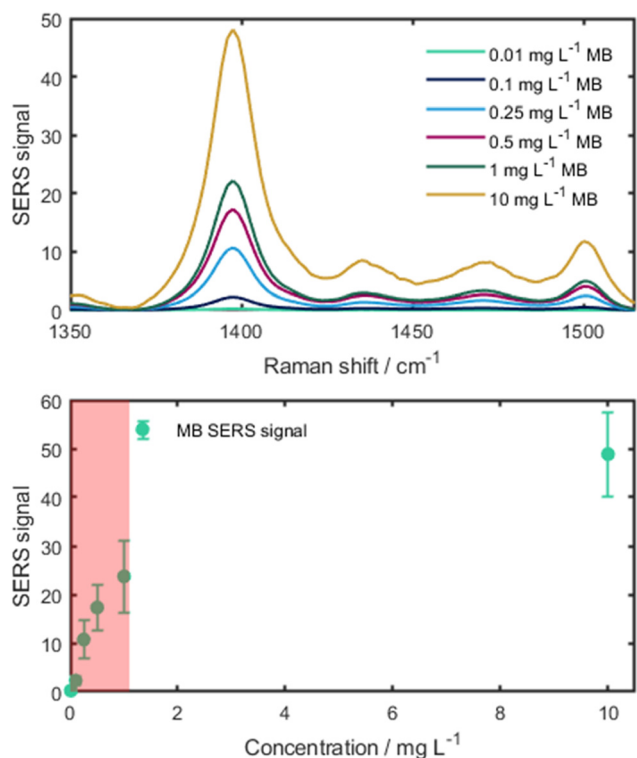 50
40
30
20
10
0
SERS signal
0.01 mg L⁻¹ MB
0.1 mg L⁻¹ MB
0.25 mg L⁻¹ MB
0.5 mg L⁻¹ MB
1 mg L⁻¹ MB
10 mg L⁻¹ MB
1350 1400 1450 1500
Raman shift / cm⁻¹
60
50
40
30
20
10
0
SERS signal
MB SERS signal
0 2 4 6 8 10
Concentration / mg L⁻¹